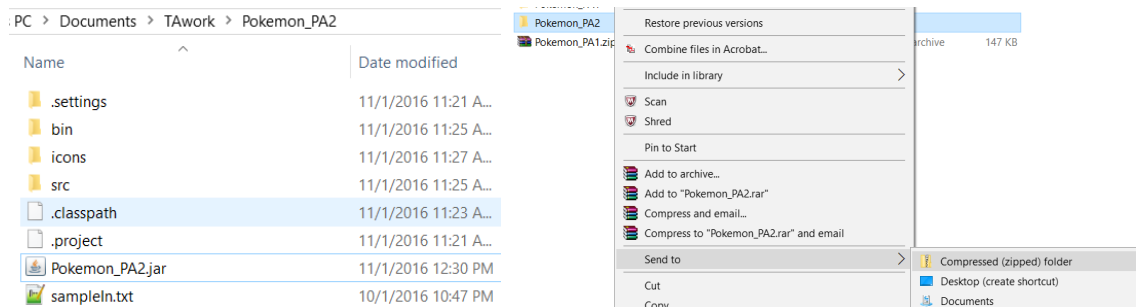 PC > Documents > TAwork > Pokemon_PA2
Name Date modified
.settings 11/1/2016 11:21 A...
bin 11/1/2016 11:25 A...
icons 11/1/2016 11:27 A...
src 11/1/2016 11:25 A...
.classpath 11/1/2016 11:23 A...
.project 11/1/2016 11:21 A...
Pokemon_PA2.jar 11/1/2016 12:30 PM
sampleIn.txt 10/1/2016 10:47 PM
Pokemon_PA2
Pokemon_PA1.zip
archive 147 KB
Restore previous versions
Combine files in Acrobat...
Include in library
Scan
Shred
Pin to Start
Add to archive...
Add to "Pokemon_PA2.rar"
Compress and email...
Compress to "Pokemon_PA2.rar" and email
Send to
Cut
Copy
Compressed (zipped) folder
Desktop (create shortcut)
Documents